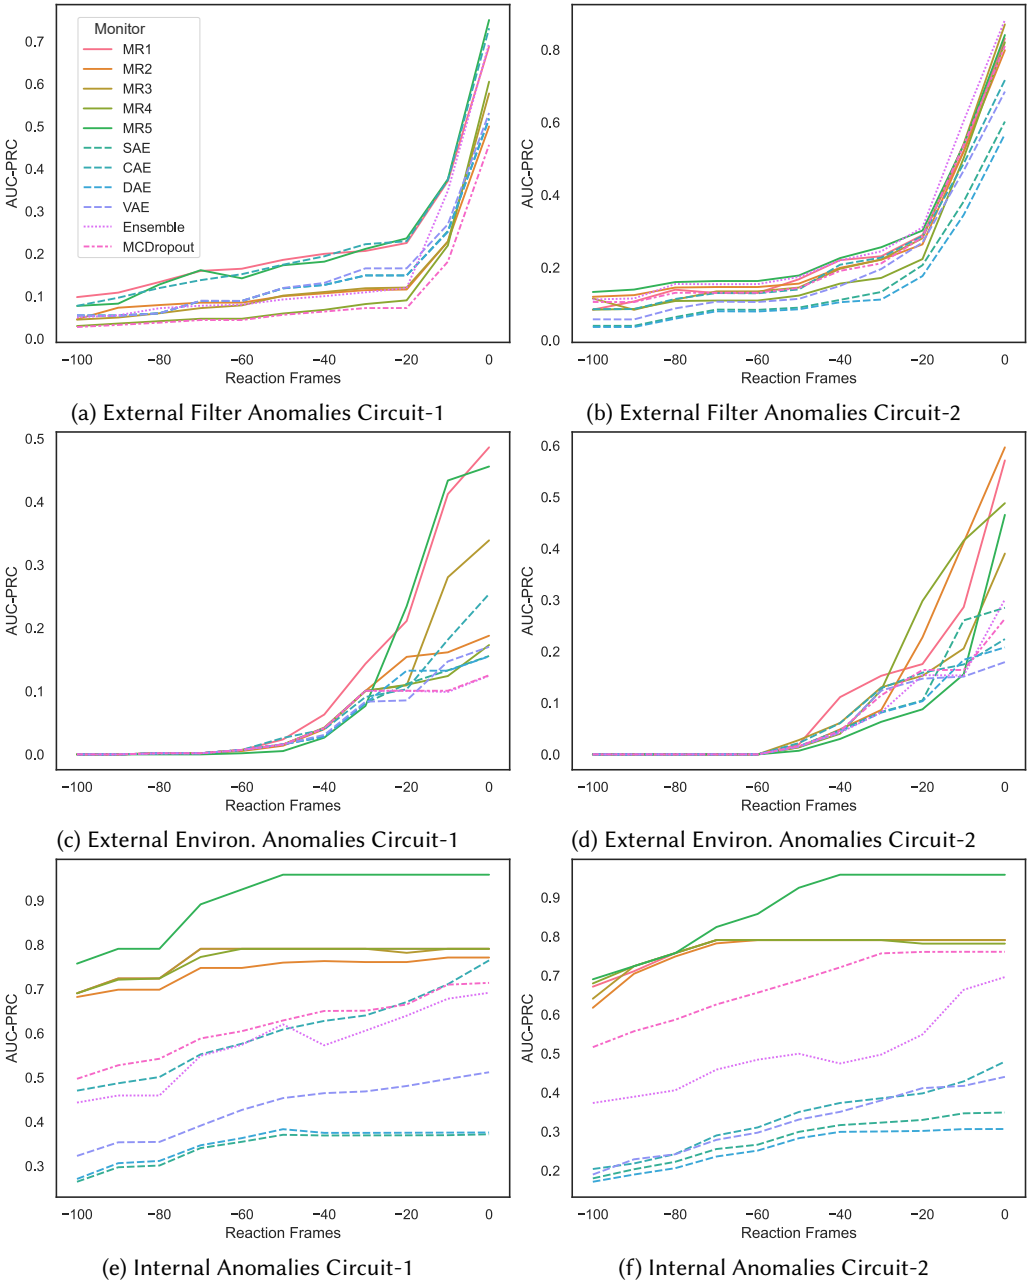 Monitor
MR1
MR2
MR3
MR4
MR5
SAE
CAE
DAE
VAE
Ensemble
MCDropout
AUC-PRC
0.7
0.6
0.5
0.4
0.3
0.2
0.1
0.0
−100 −80 −60 −40 −20 0
Reaction Frames
(a) External Filter Anomalies Circuit-1
AUC-PRC
0.8
0.6
0.4
0.2
0.0
−100 −80 −60 −40 −20 0
Reaction Frames
(b) External Filter Anomalies Circuit-2
AUC-PRC
0.5
0.4
0.3
0.2
0.1
0.0
−100 −80 −60 −40 −20 0
Reaction Frames
(c) External Environ. Anomalies Circuit-1
AUC-PRC
0.6
0.5
0.4
0.3
0.2
0.1
0.0
−100 −80 −60 −40 −20 0
Reaction Frames
(d) External Environ. Anomalies Circuit-2
AUC-PRC
0.9
0.8
0.7
0.6
0.5
0.4
0.3
−100 −80 −60 −40 −20 0
Reaction Frames
(e) Internal Anomalies Circuit-1
AUC-PRC
0.9
0.8
0.7
0.6
0.5
0.4
0.3
0.2
−100 −80 −60 −40 −20 0
Reaction Frames
(f) Internal Anomalies Circuit-2